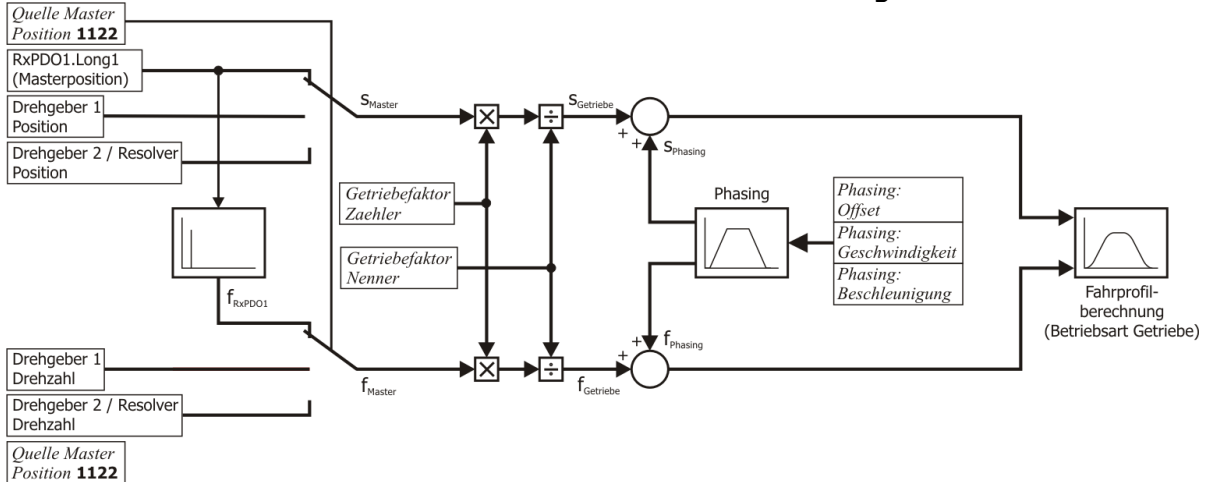 Quelle Master
Position 1122
RxPDO1.Long1
(Masterposition)
Drehgeber 1
Position
Drehgeber 2 / Resolver
Position
sMaster
×
÷
sGetriebe
+
+
sPhasing
Getriebefaktor
Zaehler
Getriebefaktor
Nenner
Phasing
Phasing:
Offset
Phasing:
Geschwindigkeit
Phasing:
Beschleunigung
Fahrprofil-
berechnung
(Betriebsart Getriebe)
fRxPDO1
Drehgeber 1
Drehzahl
Drehgeber 2 / Resolver
Drehzahl
fMaster
×
÷
fGetriebe
+
+
fPhasing
Quelle Master
Position 1122